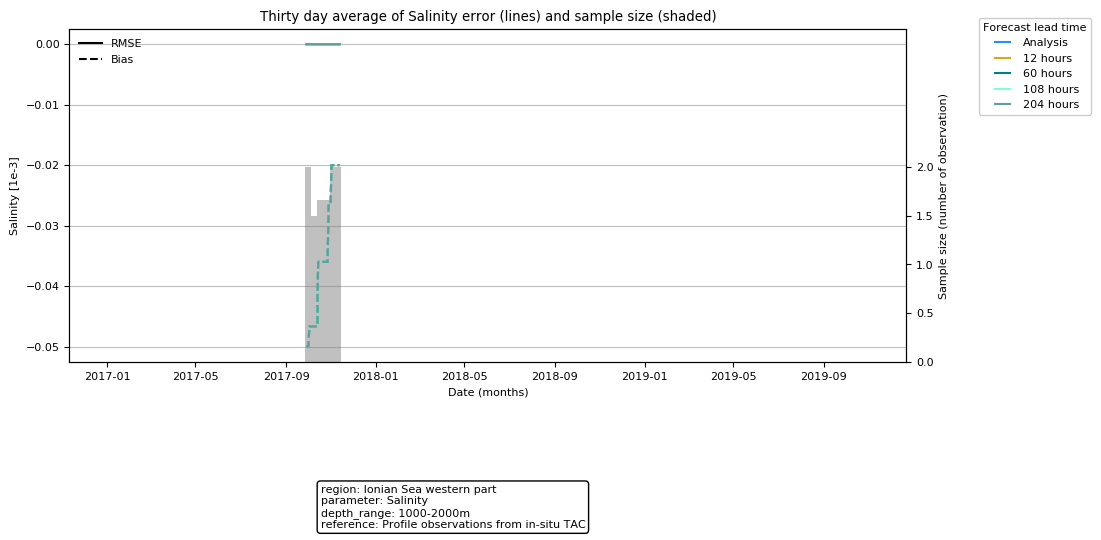 Thirty day average of Salinity error (lines) and sample size (shaded)
RMSE
Bias
0.00
−0.01
−0.02
−0.03
−0.04
−0.05
Salinity [1e-3]
2.0
1.5
1.0
0.5
0.0
Sample size (number of observation)
2017-01
2017-05
2017-09
2018-01
2018-05
2018-09
2019-01
2019-05
2019-09
Date (months)
Forecast lead time
Analysis
12 hours
60 hours
108 hours
204 hours
region: Ionian Sea western part
parameter: Salinity
depth_range: 1000-2000m
reference: Profile observations from in-situ TAC